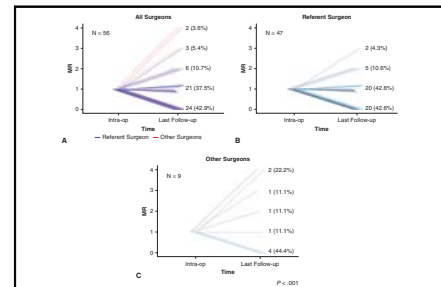 All Surgeons
N = 56
MR
4
3
2
1
0
2 (3.6%)
3 (5.4%)
6 (10.7%)
21 (37.5%)
24 (42.9%)
Intra-op
Last Follow-up
Time
A
Referent Surgeon
Other Surgeons
Referent Surgeon
N = 47
MR
4
3
2
1
0
2 (4.3%)
5 (10.6%)
20 (42.6%)
20 (42.6%)
Intra-op
Last Follow-up
Time
B
Other Surgeons
N = 9
MR
4
3
2
1
0
2 (22.2%)
1 (11.1%)
1 (11.1%)
1 (11.1%)
4 (44.4%)
Intra-op
Last Follow-up
Time
C
P < .001